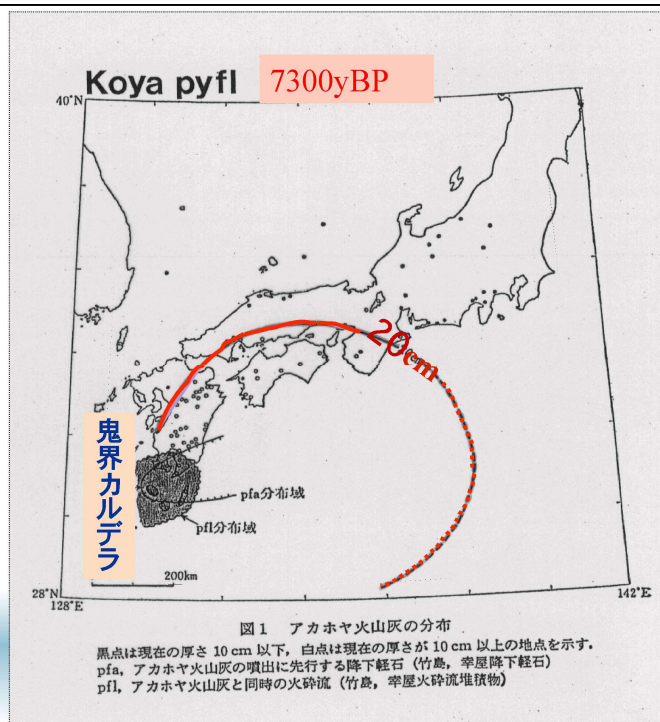 Koya pyfl 7300yBP
40°N
20cm
鬼界カルデラ
pfa分布域
pfl分布域
200km
28°N
128°E
142°E
図1 アカホヤ火山灰の分布
黒点は現在の厚さ 10 cm 以下, 白点は現在の厚さが 10 cm 以上の地点を示す.
pfa, アカホヤ火山灰の噴出に先行する降下軽石 (竹島, 幸屋降下軽石)
pfl, アカホヤ火山灰と同時の火砕流 (竹島, 幸屋火砕流堆積物)